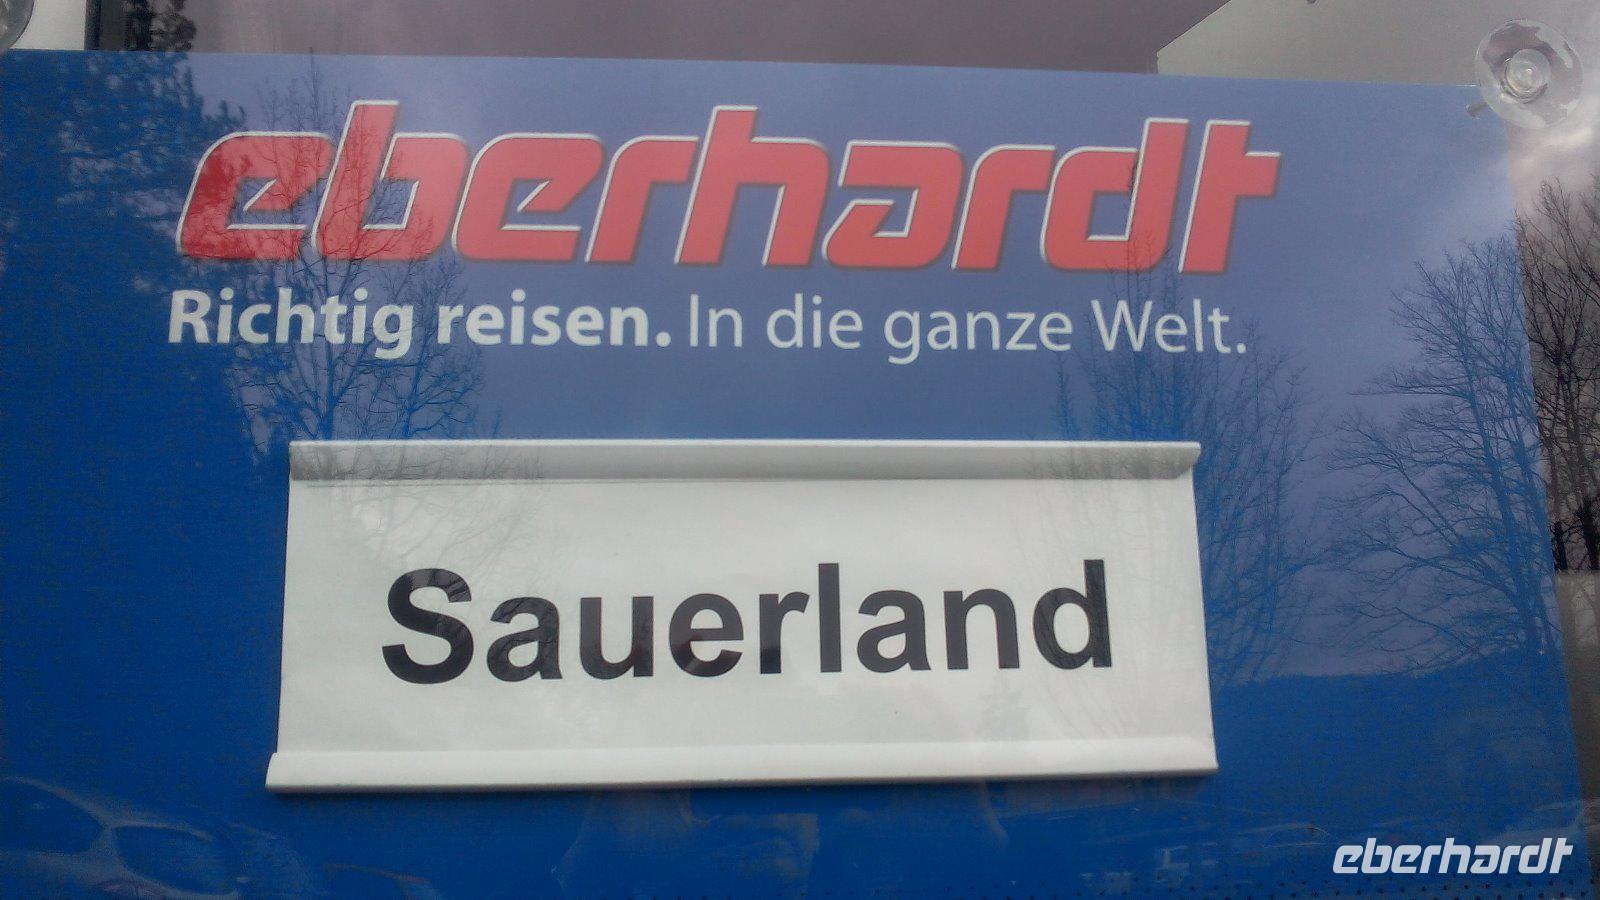 eberhardt
Richtig reisen. In die ganze Welt.
Sauerland
eberhardt